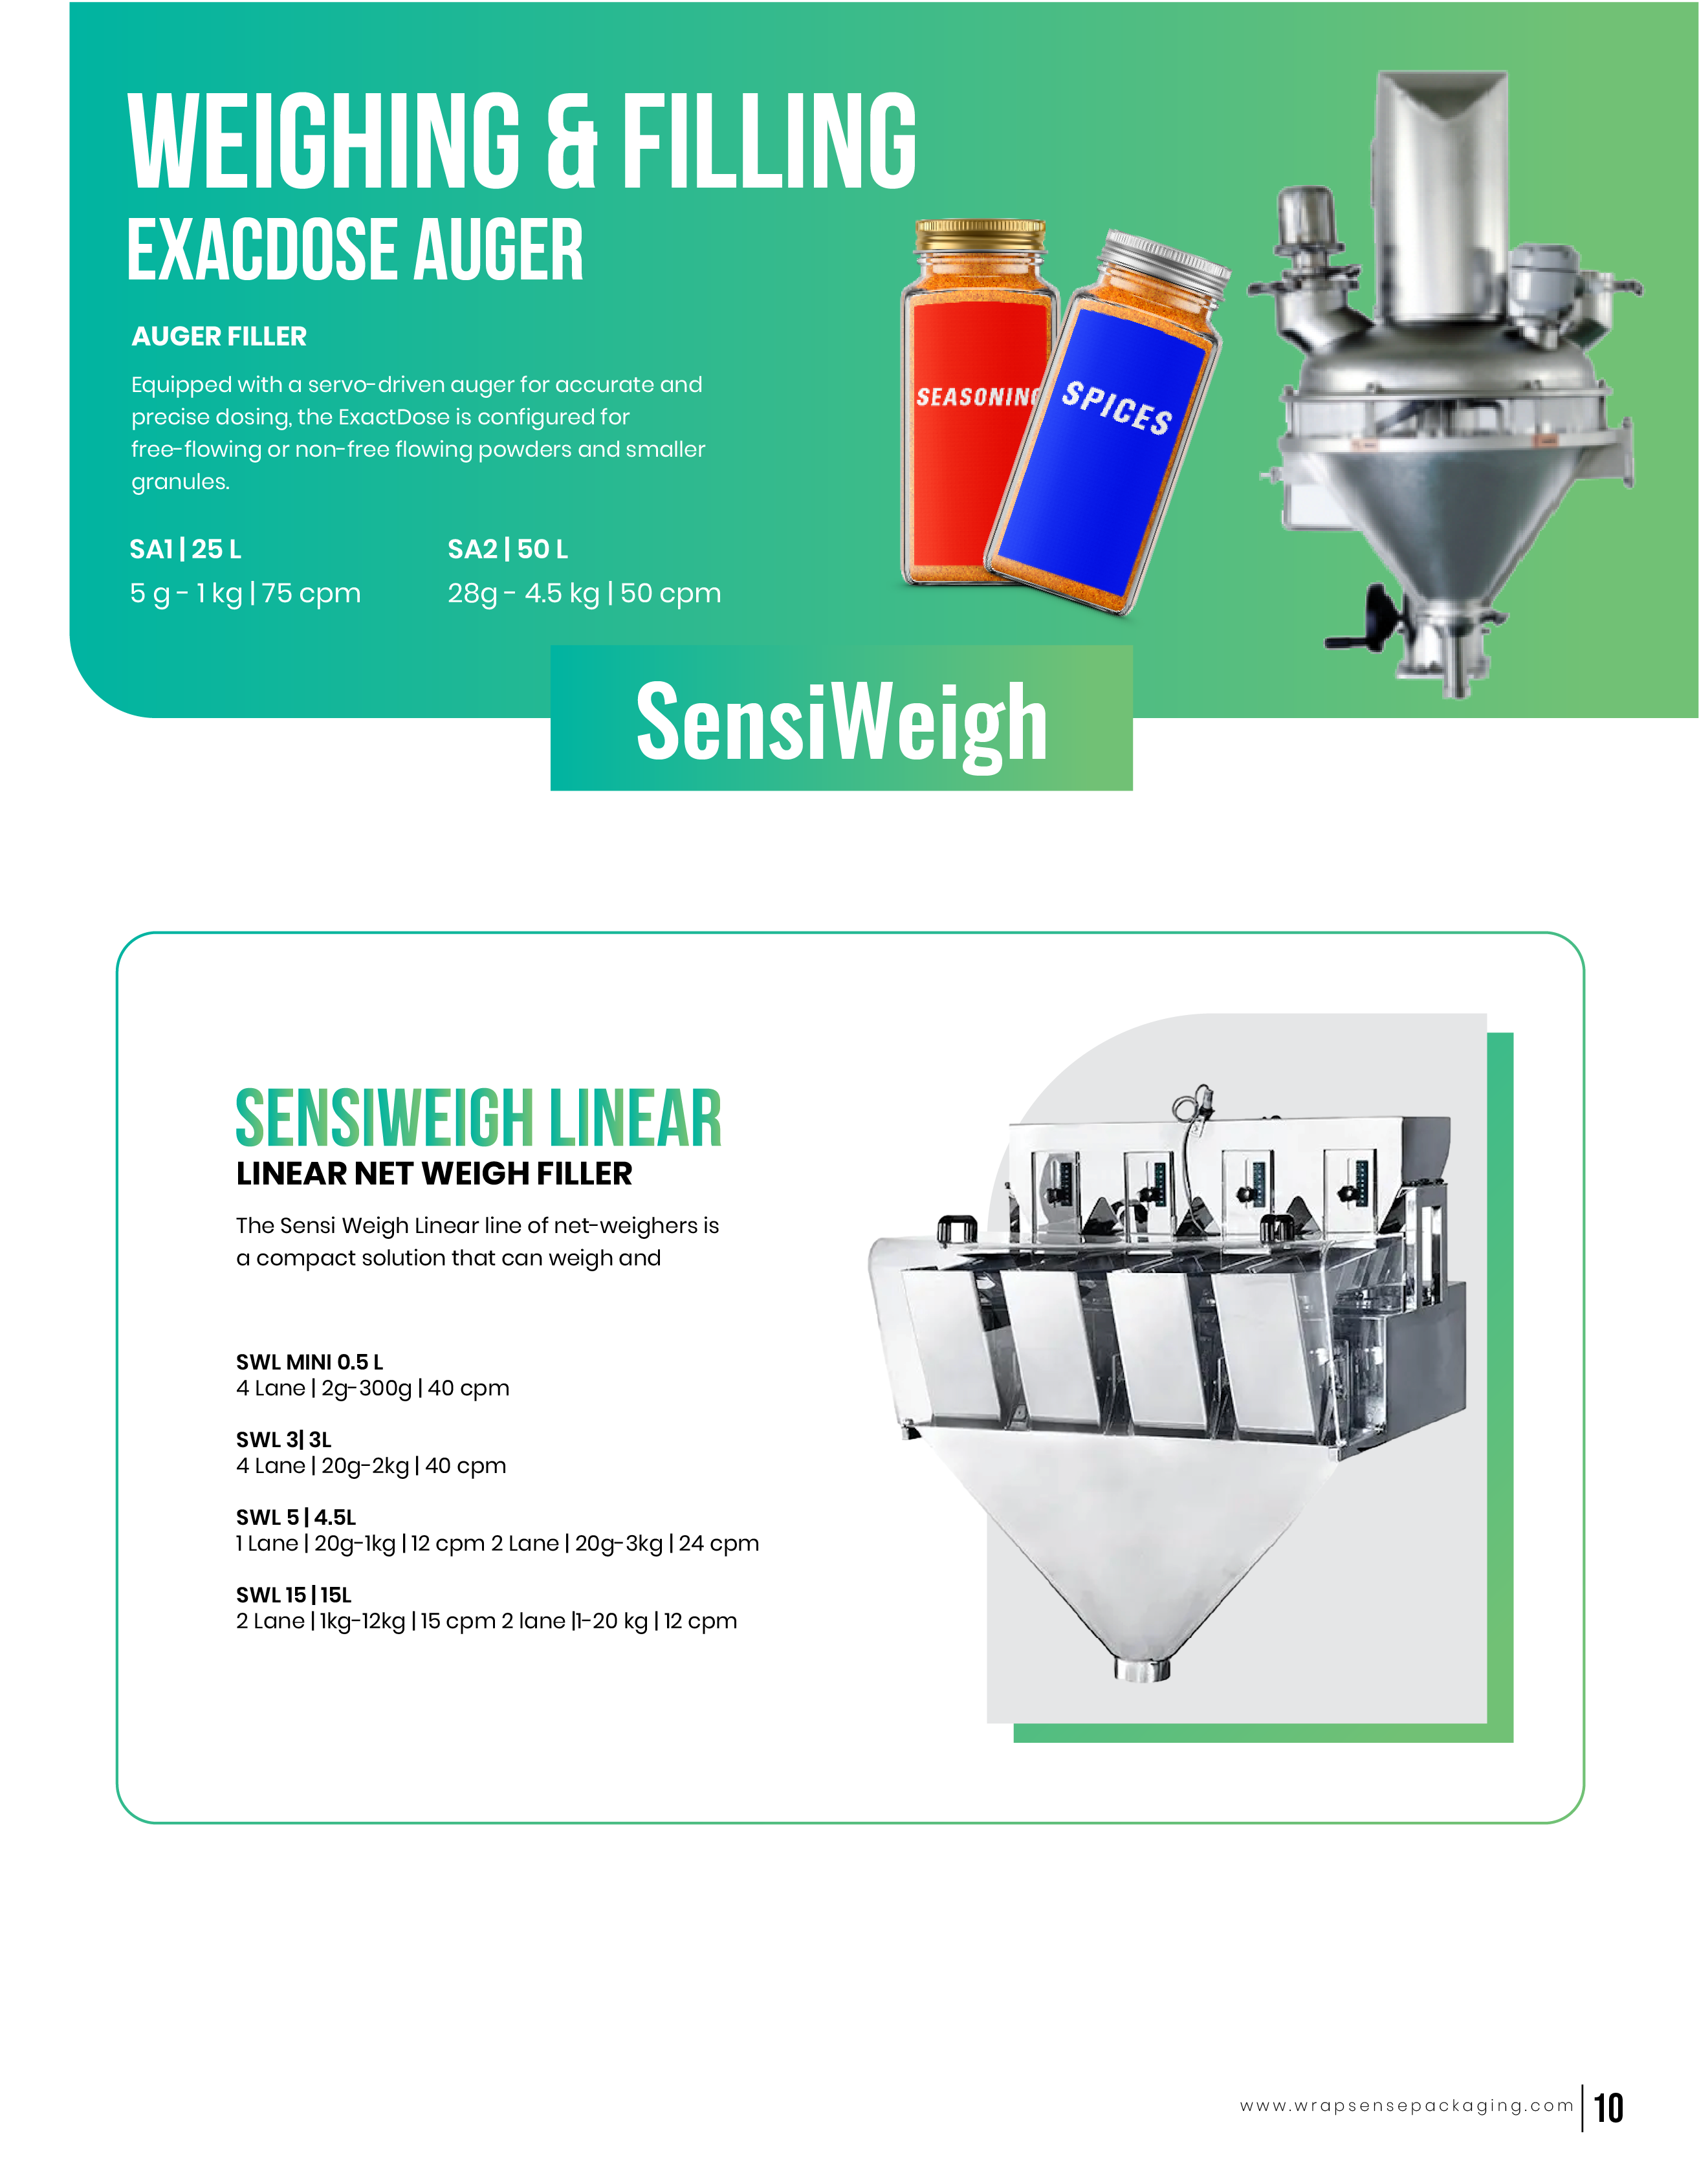 WEIGHING & FILLING
EXACDOSE AUGER
AUGER FILLER
Equipped with a servo-driven auger for accurate and
precise dosing, the ExactDose is configured for
free-flowing or non-free flowing powders and smaller
granules.
SA1 | 25 L
5 g - 1 kg | 75 cpm
SA2 | 50 L
28g - 4.5 kg | 50 cpm
SEASONING
SPICES
SensiWeigh
SENSIWEIGH LINEAR
LINEAR NET WEIGH FILLER
The Sensi Weigh Linear line of net-weighers is
a compact solution that can weigh and
SWL MINI 0.5 L
4 Lane | 2g-300g | 40 cpm
SWL 3| 3L
4 Lane | 20g-2kg | 40 cpm
SWL 5 | 4.5L
1 Lane | 20g-1kg | 12 cpm 2 Lane | 20g-3kg | 24 cpm
SWL 15 | 15L
2 Lane | 1kg-12kg | 15 cpm 2 lane |1-20 kg | 12 cpm
www.wrapsensepackaging.com | 10